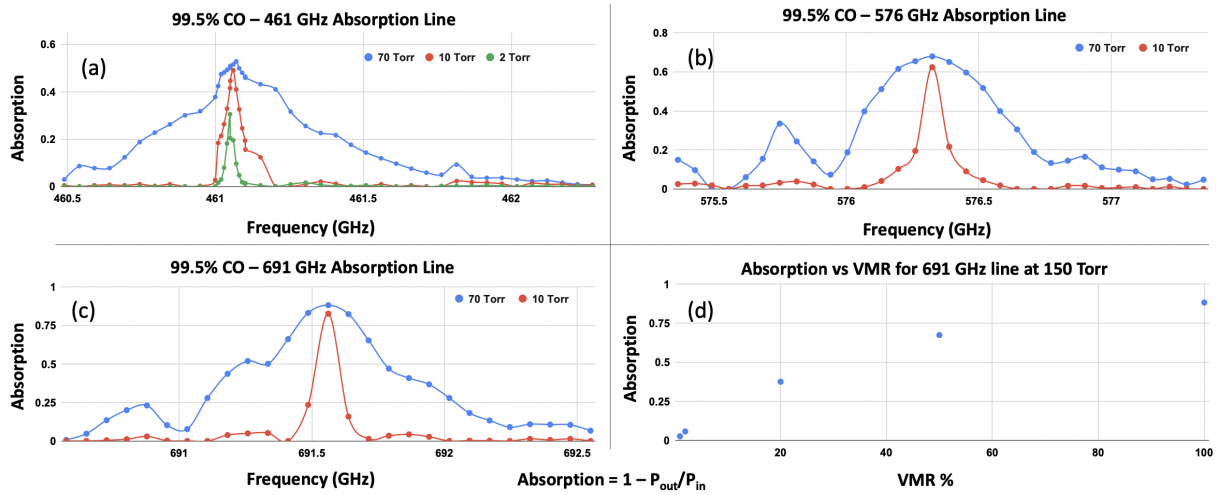 99.5% CO – 461 GHz Absorption Line
(a)
70 Torr 10 Torr 2 Torr
Absorption
0.6
0.4
0.2
0
460.5 461 461.5 462
Frequency (GHz)
99.5% CO – 576 GHz Absorption Line
(b)
70 Torr 10 Torr
Absorption
0.8
0.6
0.4
0.2
0
575.5 576 576.5 577
Frequency (GHz)
99.5% CO – 691 GHz Absorption Line
(c)
70 Torr 10 Torr
Absorption
1
0.75
0.5
0.25
0
691 691.5 692 692.5
Frequency (GHz)
Absorption vs VMR for 691 GHz line at 150 Torr
(d)
Absorption
1
0.75
0.5
0.25
0
20 40 60 80 100
VMR %
Absorption = 1 – Pout/Pin